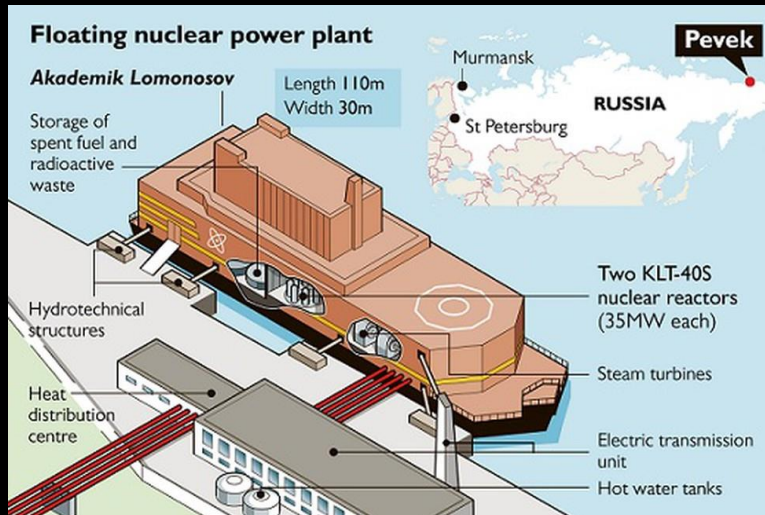 Floating nuclear power plant
Akademik Lomonosov
Length 110m
Width 30m
Storage of
spent fuel and
radioactive
waste
Murmansk
Pevek
RUSSIA
St Petersburg
Hydrotechnical
structures
Two KLT-40S
nuclear reactors
(35MW each)
Steam turbines
Heat
distribution
centre
Electric transmission
unit
Hot water tanks